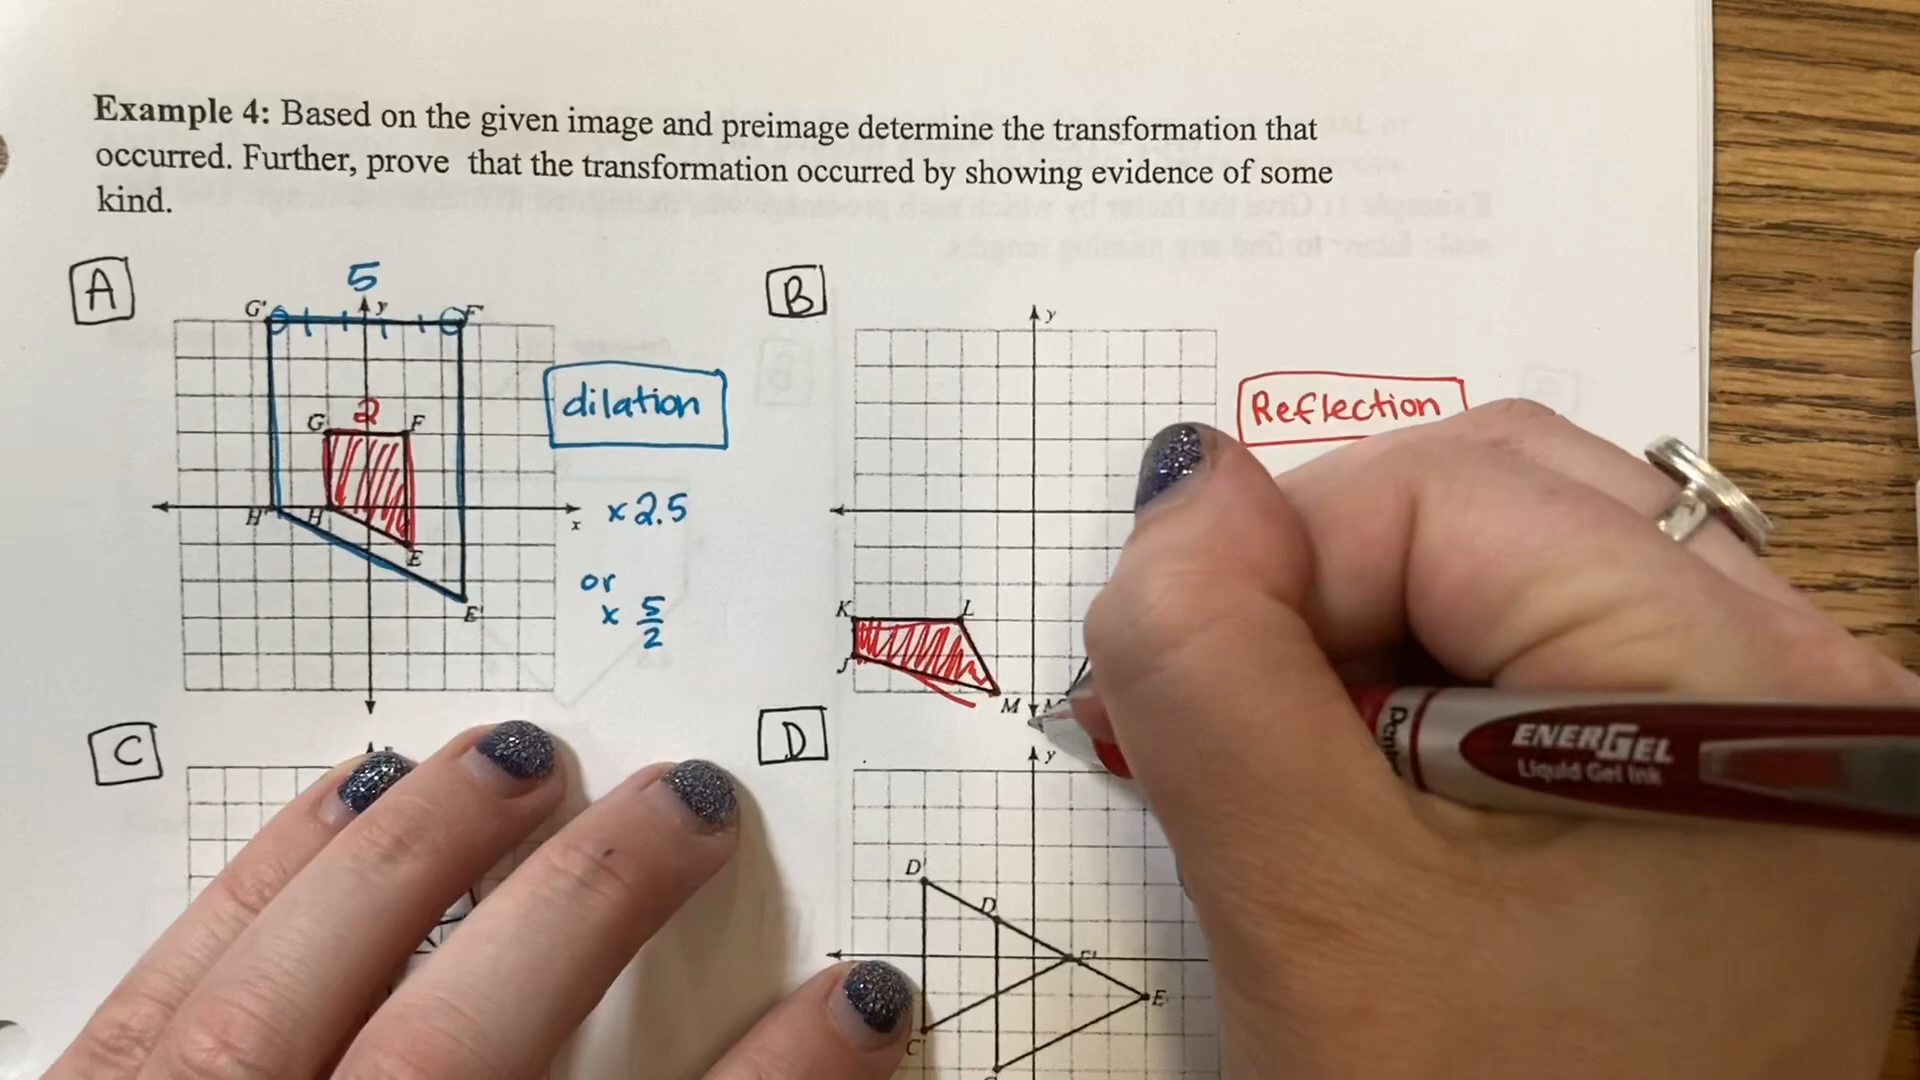 Example 4: Based on the given image and preimage determine the transformation that
occurred. Further, prove that the transformation occurred by showing evidence of some
kind.
A
5
G' y F'
2
G F
dilation
H' H x
E
E'
x 2.5
or
x 5/2
B
y
Reflection
K L
J
M
C
D
y
D'
D
E'
E
C'
ENERGEL
Liquid Gel Ink